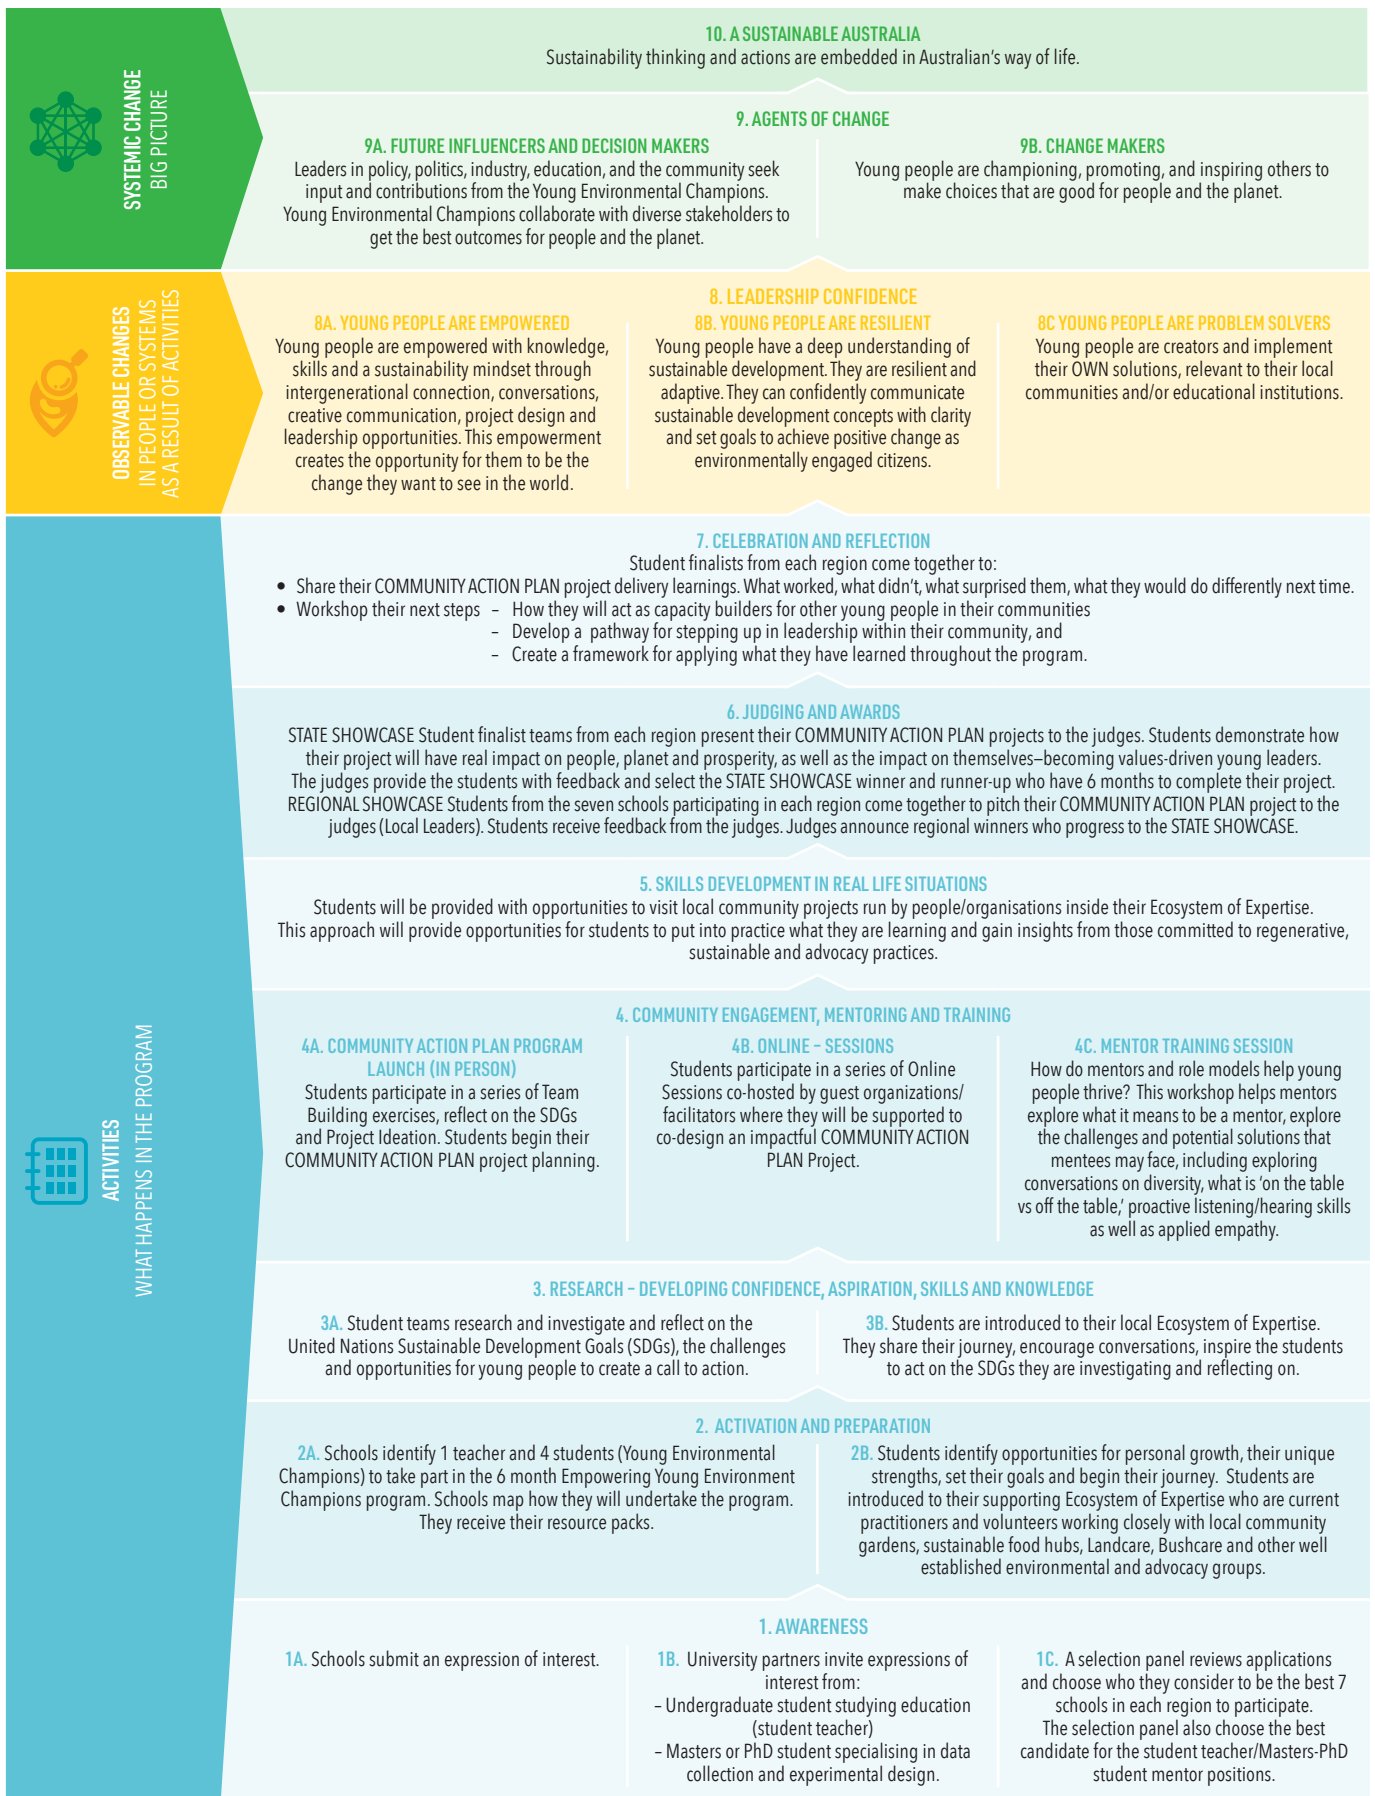 SYSTEMIC CHANGE
BIG PICTURE
10. A SUSTAINABLE AUSTRALIA
Sustainability thinking and actions are embedded in Australian's way of life.
9. AGENTS OF CHANGE
9A. FUTURE INFLUENCERS AND DECISION MAKERS
Leaders in policy, politics, industry, education, and the community seek
input and contributions from the Young Environmental Champions.
Young Environmental Champions collaborate with diverse stakeholders to
get the best outcomes for people and the planet.
9B. CHANGE MAKERS
Young people are championing, promoting, and inspiring others to
make choices that are good for people and the planet.
OBSERVABLE CHANGES
IN PEOPLE OR SYSTEMS
AS A RESULT OF ACTIVITIES
8. LEADERSHIP CONFIDENCE
8A. YOUNG PEOPLE ARE EMPOWERED
Young people are empowered with knowledge,
skills and a sustainability mindset through
intergenerational connection, conversations,
creative communication, project design and
leadership opportunities. This empowerment
creates the opportunity for them to be the
change they want to see in the world.
8B. YOUNG PEOPLE ARE RESILIENT
Young people have a deep understanding of
sustainable development. They are resilient and
adaptive. They can confidently communicate
sustainable development concepts with clarity
and set goals to achieve positive change as
environmentally engaged citizens.
8C YOUNG PEOPLE ARE PROBLEM SOLVERS
Young people are creators and implement
their OWN solutions, relevant to their local
communities and/or educational institutions.
ACTIVITIES
WHAT HAPPENS IN THE PROGRAM
7. CELEBRATION AND REFLECTION
Student finalists from each region come together to:
• Share their COMMUNITY ACTION PLAN project delivery learnings. What worked, what didn't, what surprised them, what they would do differently next time.
• Workshop their next steps – How they will act as capacity builders for other young people in their communities
– Develop a pathway for stepping up in leadership within their community, and
– Create a framework for applying what they have learned throughout the program.
6. JUDGING AND AWARDS
STATE SHOWCASE Student finalist teams from each region present their COMMUNITY ACTION PLAN projects to the judges. Students demonstrate how
their project will have real impact on people, planet and prosperity, as well as the impact on themselves–becoming values-driven young leaders.
The judges provide the students with feedback and select the STATE SHOWCASE winner and runner-up who have 6 months to complete their project.
REGIONAL SHOWCASE Students from the seven schools participating in each region come together to pitch their COMMUNITY ACTION PLAN project to the
judges (Local Leaders). Students receive feedback from the judges. Judges announce regional winners who progress to the STATE SHOWCASE.
5. SKILLS DEVELOPMENT IN REAL LIFE SITUATIONS
Students will be provided with opportunities to visit local community projects run by people/organisations inside their Ecosystem of Expertise.
This approach will provide opportunities for students to put into practice what they are learning and gain insights from those committed to regenerative,
sustainable and advocacy practices.
4. COMMUNITY ENGAGEMENT, MENTORING AND TRAINING
4A. COMMUNITY ACTION PLAN PROGRAM
LAUNCH (IN PERSON)
Students participate in a series of Team
Building exercises, reflect on the SDGs
and Project Ideation. Students begin their
COMMUNITY ACTION PLAN project planning.
4B. ONLINE – SESSIONS
Students participate in a series of Online
Sessions co-hosted by guest organizations/
facilitators where they will be supported to
co-design an impactful COMMUNITY ACTION
PLAN Project.
4C. MENTOR TRAINING SESSION
How do mentors and role models help young
people thrive? This workshop helps mentors
explore what it means to be a mentor, explore
the challenges and potential solutions that
mentees may face, including exploring
conversations on diversity, what is 'on the table
vs off the table,' proactive listening/hearing skills
as well as applied empathy.
3. RESEARCH – DEVELOPING CONFIDENCE, ASPIRATION, SKILLS AND KNOWLEDGE
3A. Student teams research and investigate and reflect on the
United Nations Sustainable Development Goals (SDGs), the challenges
and opportunities for young people to create a call to action.
3B. Students are introduced to their local Ecosystem of Expertise.
They share their journey, encourage conversations, inspire the students
to act on the SDGs they are investigating and reflecting on.
2. ACTIVATION AND PREPARATION
2A. Schools identify 1 teacher and 4 students (Young Environmental
Champions) to take part in the 6 month Empowering Young Environment
Champions program. Schools map how they will undertake the program.
They receive their resource packs.
2B. Students identify opportunities for personal growth, their unique
strengths, set their goals and begin their journey. Students are
introduced to their supporting Ecosystem of Expertise who are current
practitioners and volunteers working closely with local community
gardens, sustainable food hubs, Landcare, Bushcare and other well
established environmental and advocacy groups.
1. AWARENESS
1A. Schools submit an expression of interest.
1B. University partners invite expressions of
interest from:
– Undergraduate student studying education
(student teacher)
– Masters or PhD student specialising in data
collection and experimental design.
1C. A selection panel reviews applications
and choose who they consider to be the best 7
schools in each region to participate.
The selection panel also choose the best
candidate for the student teacher/Masters-PhD
student mentor positions.